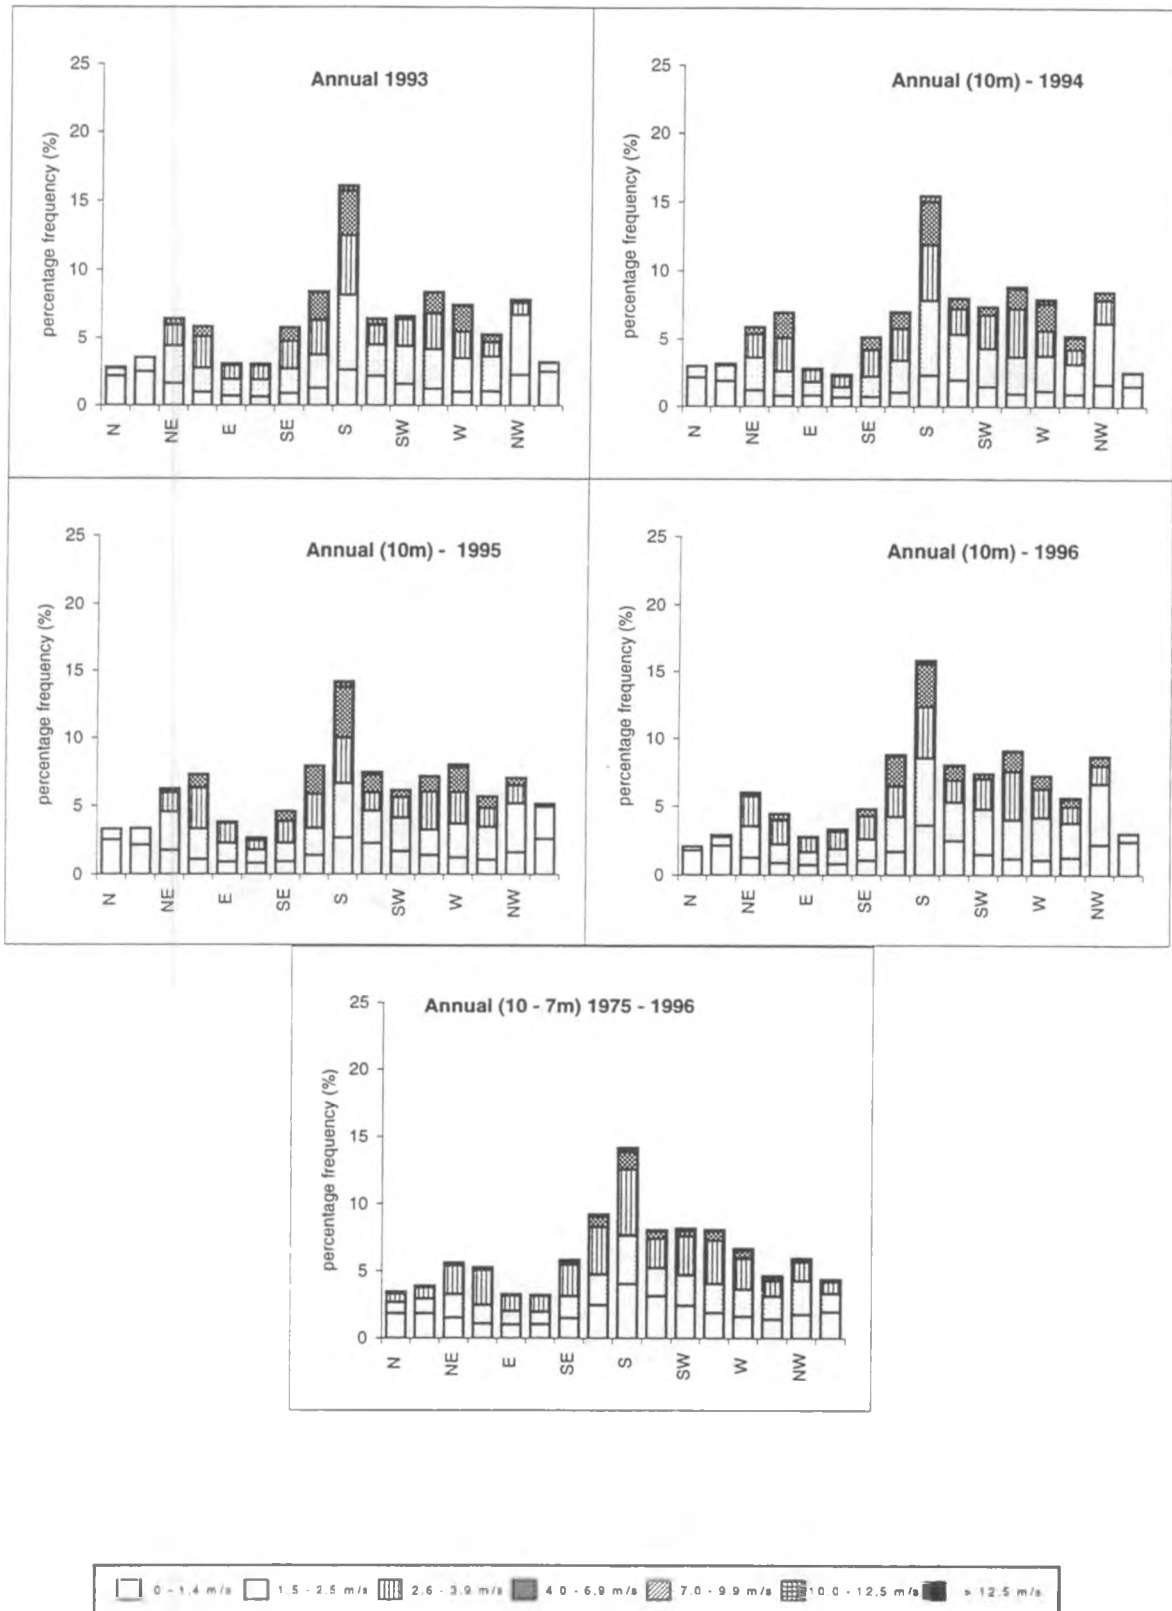 Annual 1993
percentage frequency (%)
25
20
15
10
5
0
N
NE
E
SE
S
SW
W
NW
Annual (10m) - 1994
percentage frequency (%)
25
20
15
10
5
0
N
NE
E
SE
S
SW
W
NW
Annual (10m) - 1995
percentage frequency (%)
25
20
15
10
5
0
N
NE
E
SE
S
SW
W
NW
Annual (10m) - 1996
percentage frequency (%)
25
20
15
10
5
0
N
NE
E
SE
S
SW
W
NW
Annual (10 - 7m) 1975 - 1996
percentage frequency (%)
25
20
15
10
5
0
N
NE
E
SE
S
SW
W
NW
0 - 1.4 m/s 1.5 - 2.5 m/s 2.6 - 3.9 m/s 4.0 - 6.9 m/s 7.0 - 9.9 m/s 10.0 - 12.5 m/s > 12.5 m/s